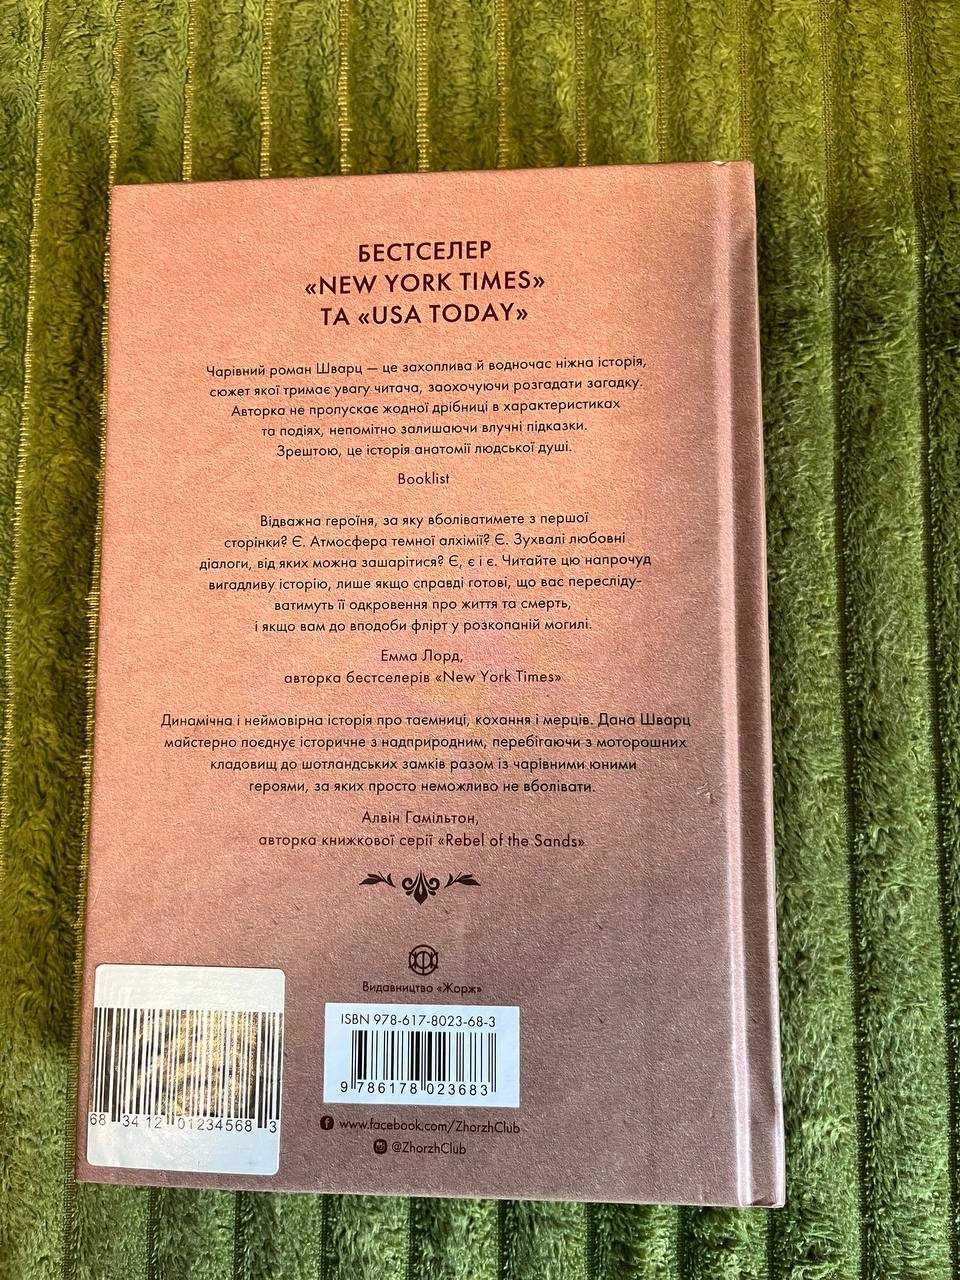 БЕСТСЕЛЕР
«NEW YORK TIMES»
ТА «USA TODAY»
Чарівний роман Шварц — це захоплива й водночас ніжна історія,
сюжет якої тримає увагу читача, заохочуючи розгадати загадку.
Авторка не пропускає жодної дрібниці в характеристиках
та подіях, непомітно залишаючи влучні підказки.
Зрештою, це історія анатомії людської душі.
Booklist
Відважна героїня, за яку вболіватимете з першої
сторінки? Є. Атмосфера темної алхімії? Є. Зухвалі любовні
діалоги, від яких можна зашарітися? Є, є і є. Читайте цю напрочуд
вигадливу історію, лише якщо справді готові, що вас пересліду-
ватимуть її одкровення про життя та смерть,
і якщо вам до вподоби флірт у розкопаній могилі.
Емма Лорд,
авторка бестселерів «New York Times»
Динамічна і неймовірна історія про таємниці, кохання і мерців. Дана Шварц
майстерно поєднує історичне з надприродним, перебігаючи з моторошних
кладовищ до шотландських замків разом із чарівними юними
героями, за яких просто неможливо не вболівати.
Алвін Гамільтон,
авторка книжкової серії «Rebel of the Sands»
Видавництво «Жорж»
ISBN 978-617-8023-68-3
9 786178 023683
68 34 12 01234568 3
www.facebook.com/ZhorzhClub
@ZhorzhClub